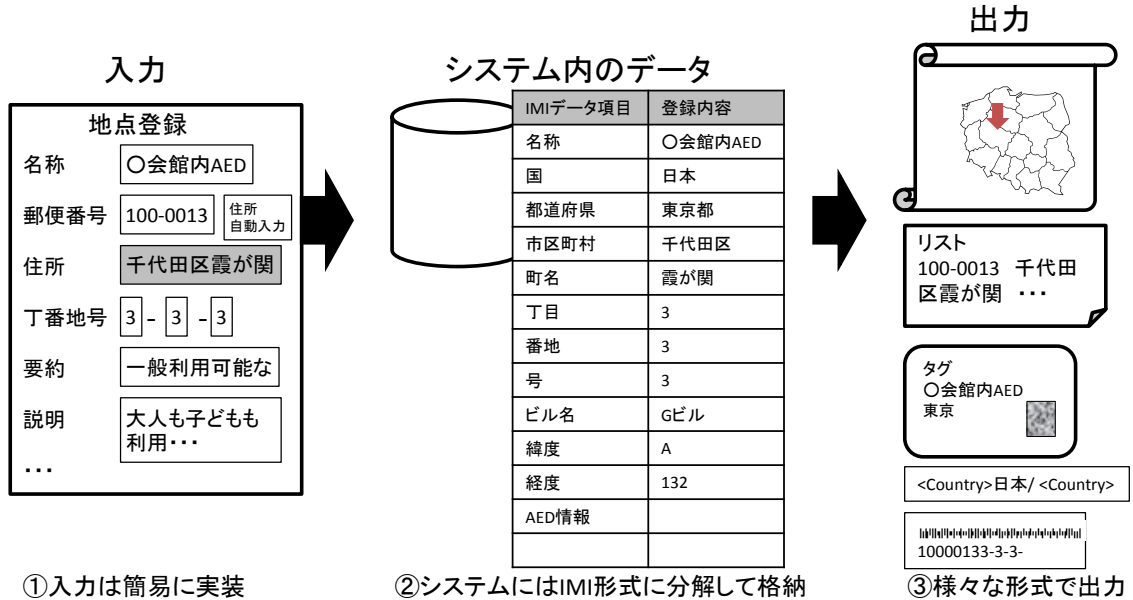 入力
地点登録
名称 〇会館内AED
郵便番号 100-0013 住所
自動入力
住所 千代田区霞が関
丁番地号 3 - 3 - 3
要約 一般利用可能な
説明 大人も子どもも
利用・・・
・・・
①入力は簡易に実装
システム内のデータ
IMIデータ項目 登録内容
名称 〇会館内AED
国 日本
都道府県 東京都
市区町村 千代田区
町名 霞が関
丁目 3
番地 3
号 3
ビル名 Gビル
緯度 A
経度 132
AED情報
②システムにはIMI形式に分解して格納
出力
リスト
100-0013 千代田
区霞が関 ・・・
タグ
〇会館内AED
東京
<Country>日本/ <Country>
10000133-3-3-
③様々な形式で出力